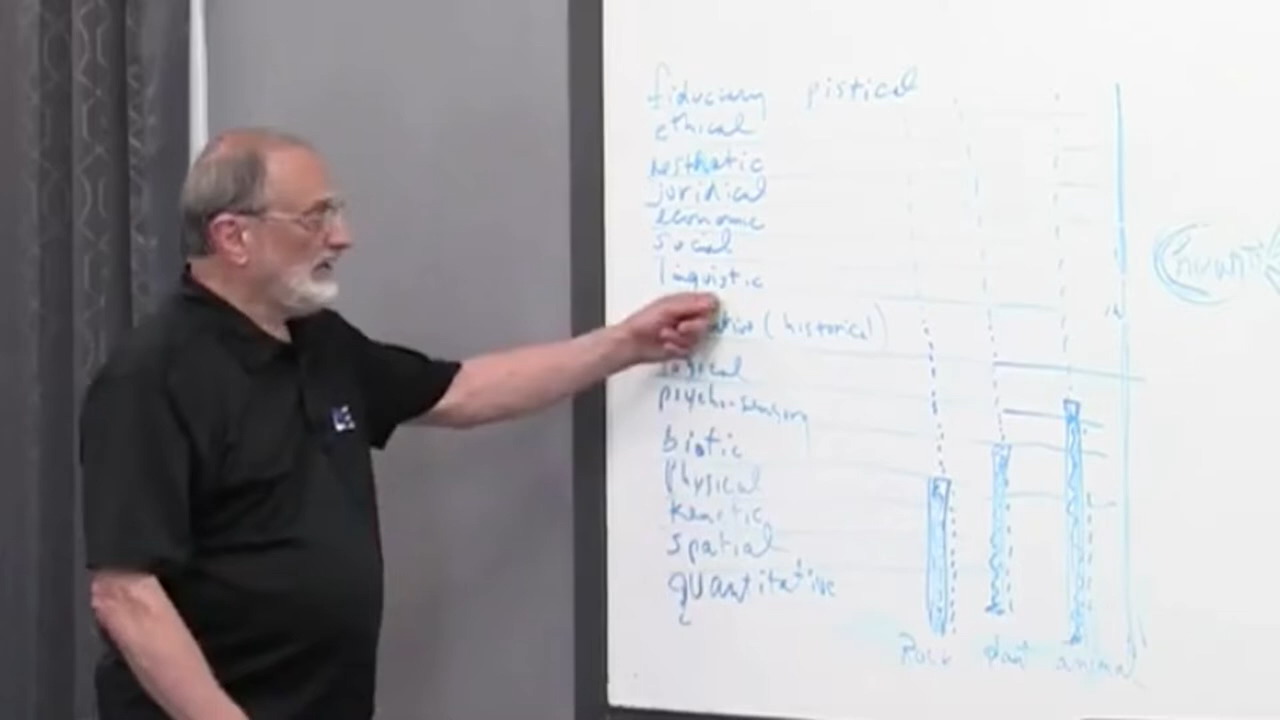 fiduciary pistical
ethical
aesthetic
juridical
economic
social
linguistic
(historical)
logical
psycho-sensory
biotic
physical
kinetic
spatial
quantitative
Rock plant animal